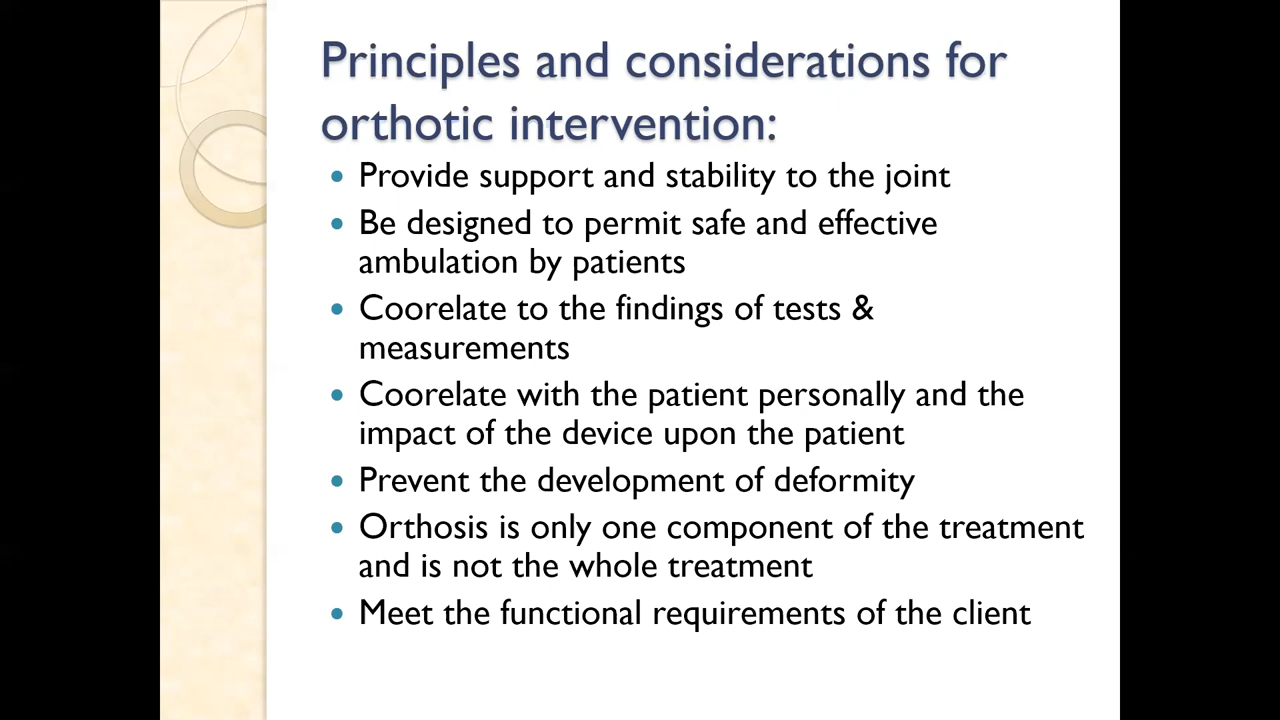 Principles and considerations for
orthotic intervention:
• Provide support and stability to the joint
• Be designed to permit safe and effective
ambulation by patients
• Coorelate to the findings of tests &
measurements
• Coorelate with the patient personally and the
impact of the device upon the patient
• Prevent the development of deformity
• Orthosis is only one component of the treatment
and is not the whole treatment
• Meet the functional requirements of the client